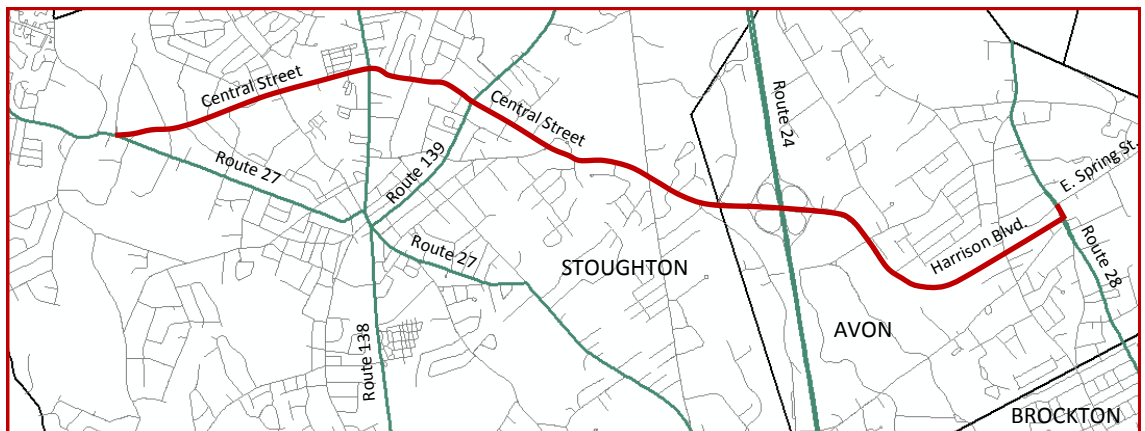 Central Street
Central Street
Route 24
Route 27
Route 139
E. Spring St.
Harrison Blvd.
Route 27
Route 28
STOUGHTON
AVON
Route 138
BROCKTON